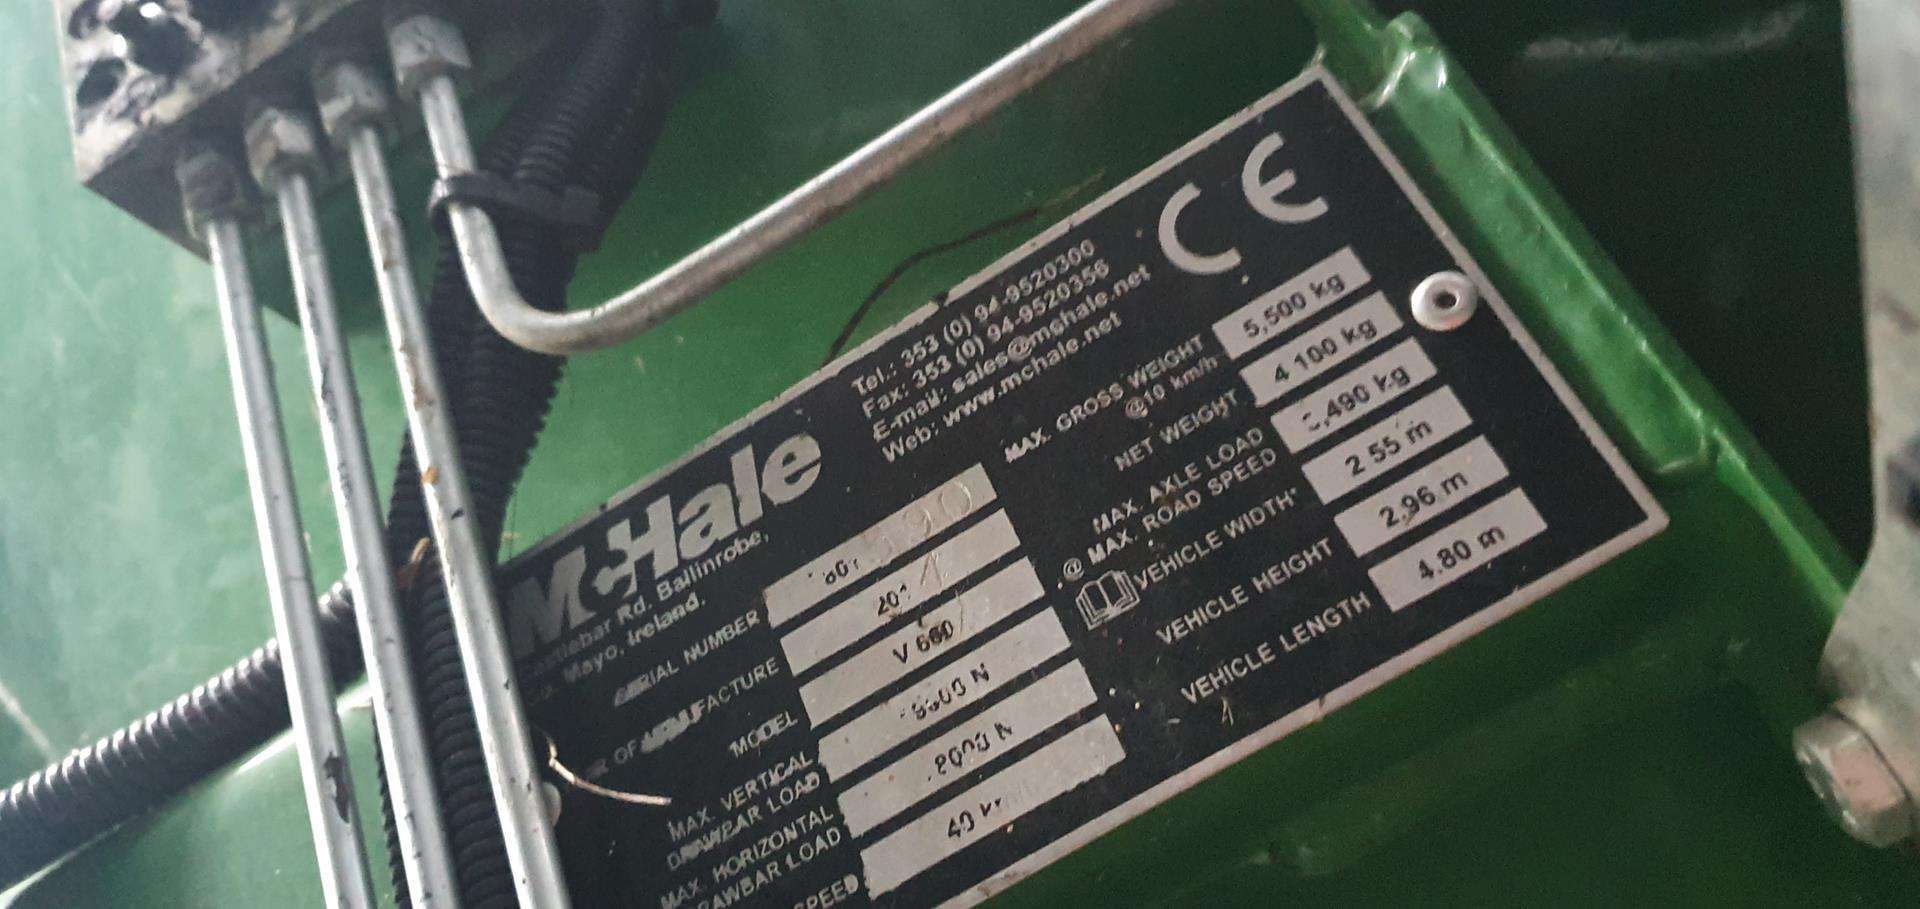 McHale
Rd. Ballinrobe,
Mayo, Ireland.
Tel.: 353 (0) 94-9520300
Fax: 353 (0) 94-9520356
E-mail: sales@mchale.net
Web: www.mchale.net
CE
SERIAL NUMBER
OF MANUFACTURE
MODEL V 660
MAX. VERTICAL
DRAWBAR LOAD
MAX. HORIZONTAL
DRAWBAR LOAD
SPEED 40
MAX. GROSS WEIGHT 5,500 kg
@10 km/h
NET WEIGHT 4 100 kg
MAX. AXLE LOAD
@ MAX. ROAD SPEED
VEHICLE WIDTH* 2 55 m
VEHICLE HEIGHT 2.96 m
VEHICLE LENGTH 4.80 m